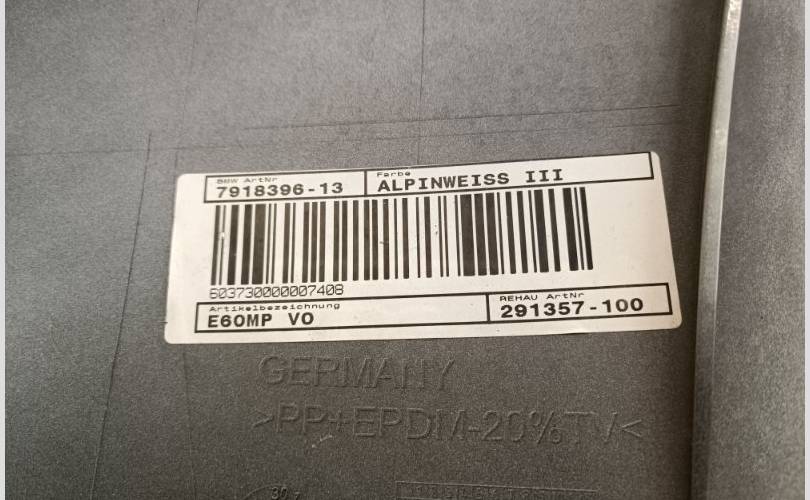 BMW ArtNr Farbe
7918396-13 ALPINWEISS III
603730000007408
Artikelbezeichnung REHAU ArtNr
E60MP VO 291357-100
GERMANY
>PP+EPDM-20%TV<